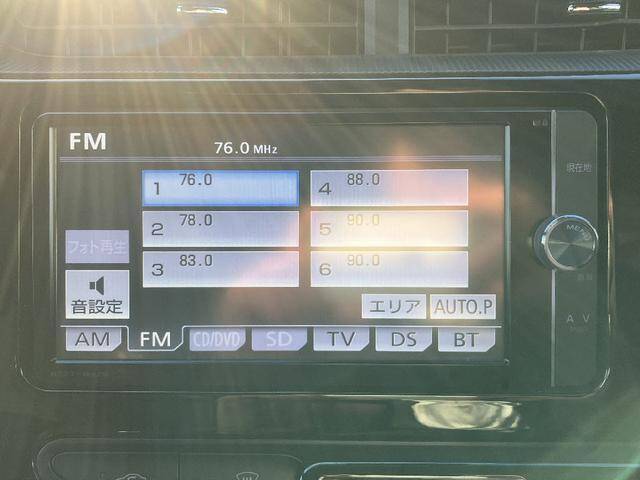 FM
76.0 MHz
現在地
1 76.0
4 88.0
2 78.0
5 90.0
3 83.0
6 90.0
フォト再生
音設定
エリア
AUTO.P
MENU
A V
AM
FM
CD/DVD
SD
TV
DS
BT